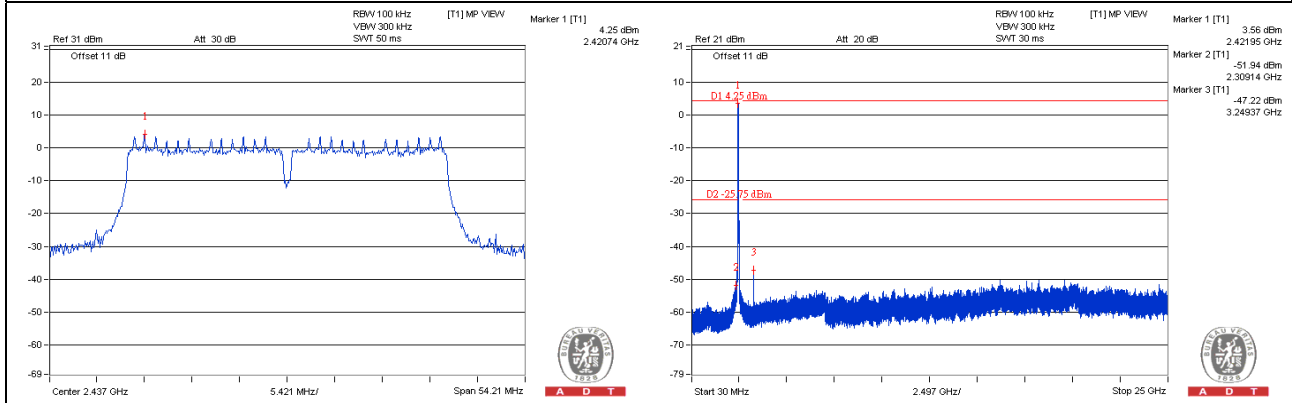 RBW 100 kHz [T1] MP VIEW
VBW 300 kHz
Ref 31 dBm Att 30 dB SWT 50 ms
Marker 1 [T1]
4.25 dBm
2.42074 GHz
31
Offset 11 dB
20
10
1
0
-10
-20
-30
-40
-50
-60
-69
Center 2.437 GHz 5.421 MHz/ Span 54.21 MHz
BUREAU VERITAS
1828
A D T
RBW 100 kHz [T1] MP VIEW
VBW 300 kHz
Ref 21 dBm Att 20 dB SWT 30 ms
Marker 1 [T1]
3.56 dBm
2.42195 GHz
Marker 2 [T1]
-51.94 dBm
2.30914 GHz
Marker 3 [T1]
-47.22 dBm
3.24937 GHz
21
Offset 11 dB
10
1
D1 4.25 dBm
0
-10
-20
D2 -25.75 dBm
-30
-40
3
2
-50
-60
-70
-79
Start 30 MHz 2.497 GHz/ Stop 25 GHz
BUREAU VERITAS
1828
A D T